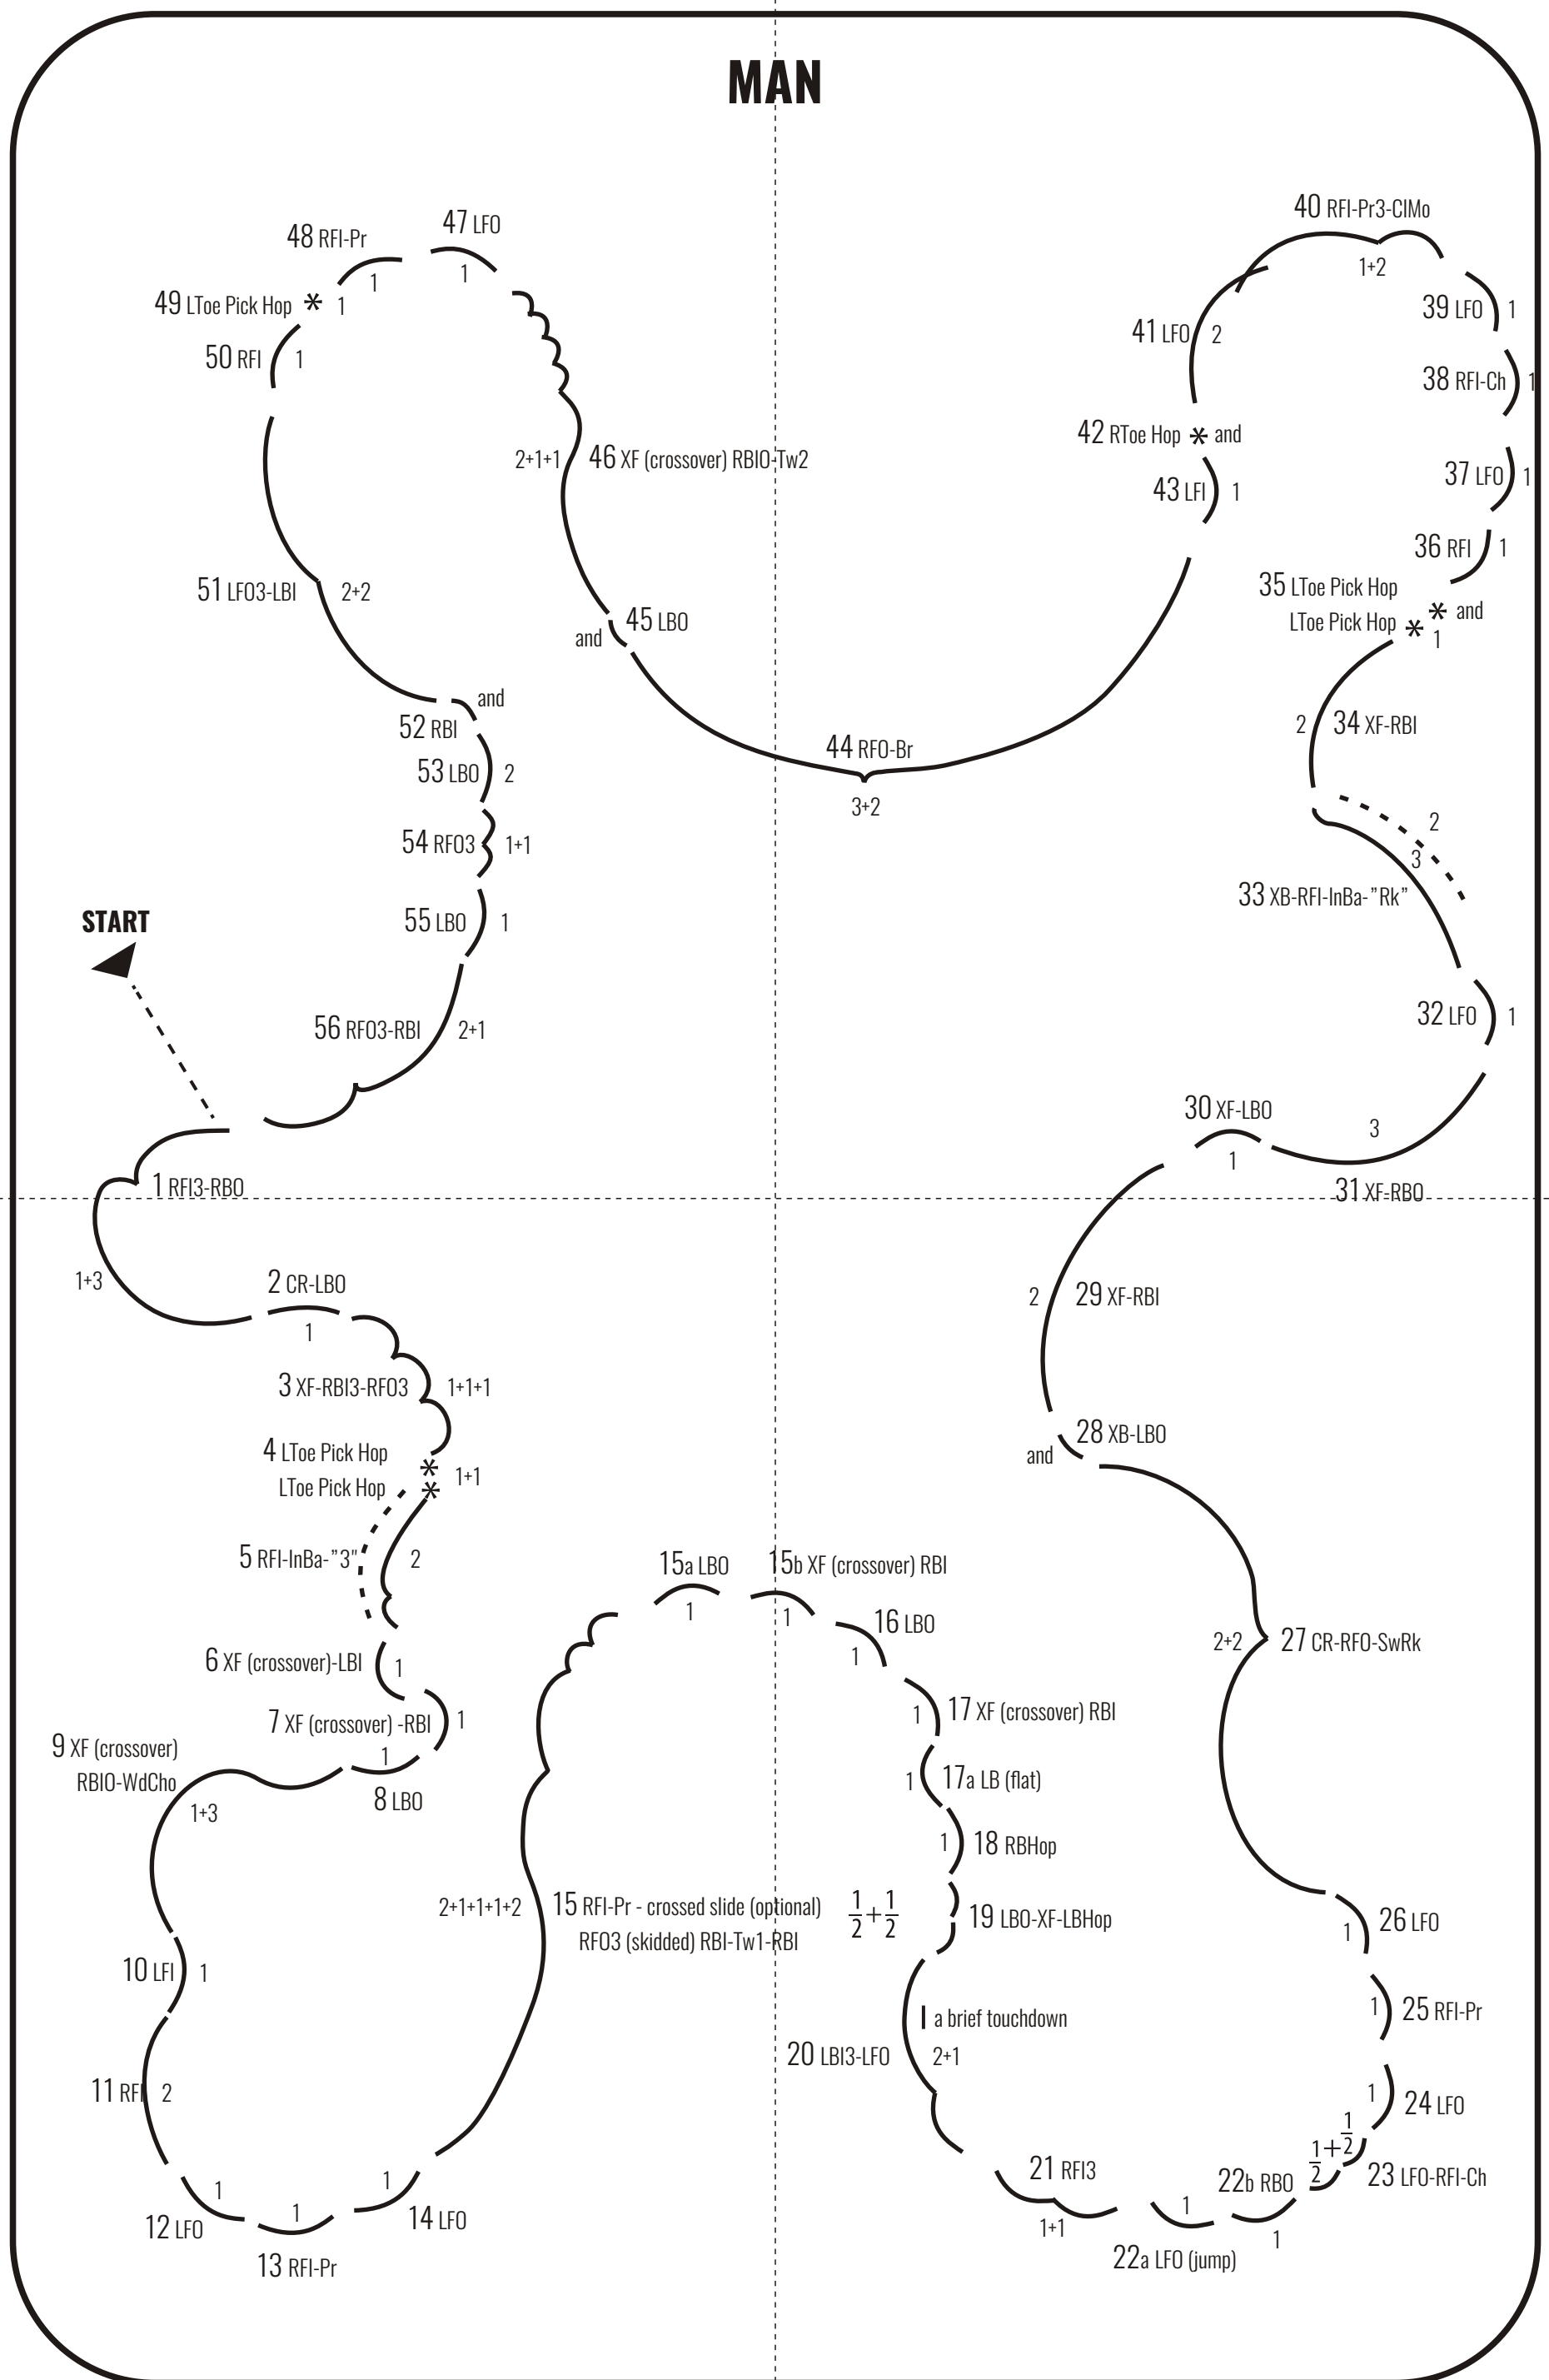 MAN
START
1 RFI3-RBO
1+3
2 CR-LBO
1
3 XF-RBI3-RFO3
1+1+1
4 LToe Pick Hop
LToe Pick Hop
1+1
5 RFI-InBa-"3"
2
6 XF (crossover)-LBI
1
7 XF (crossover) -RBI
1
8 LBO
1
9 XF (crossover)
RBIO-WdCho
1+3
10 LFI
1
11 RFI
2
12 LFO
1
13 RFI-Pr
1
14 LFO
1
15 RFI-Pr - crossed slide (optional)
RFO3 (skidded) RBI-Tw1-RBI
2+1+1+1+2
15a LBO
1
15b XF (crossover) RBI
1
16 LBO
1
17 XF (crossover) RBI
1
17a LB (flat)
1
18 RBHop
1
19 LBO-XF-LBHop
1/2+1/2
a brief touchdown
20 LBI3-LFO
2+1
21 RFI3
1+1
22a LFO (jump)
1
22b RBO
1
23 LFO-RFI-Ch
1/2+1/2
24 LFO
1
25 RFI-Pr
1
26 LFO
1
27 CR-RFO-SwRk
2+2
28 XB-LBO
and
29 XF-RBI
2
30 XF-LBO
1
31 XF-RBO
3
32 LFO
1
33 XB-RFI-InBa-"Rk"
2
3
34 XF-RBI
2
35 LToe Pick Hop
LToe Pick Hop
and
1
36 RFI
1
37 LFO
1
38 RFI-Ch
1
39 LFO
1
40 RFI-Pr3-ClMo
1+2
41 LFO
2
42 RToe Hop
and
43 LFI
1
44 RFO-Br
3+2
45 LBO
and
46 XF (crossover) RBIO-Tw2
2+1+1
47 LFO
1
48 RFI-Pr
1
49 LToe Pick Hop
1
50 RFI
1
51 LFO3-LBI
2+2
52 RBI
and
53 LBO
2
54 RFO3
1+1
55 LBO
1
56 RFO3-RBI
2+1